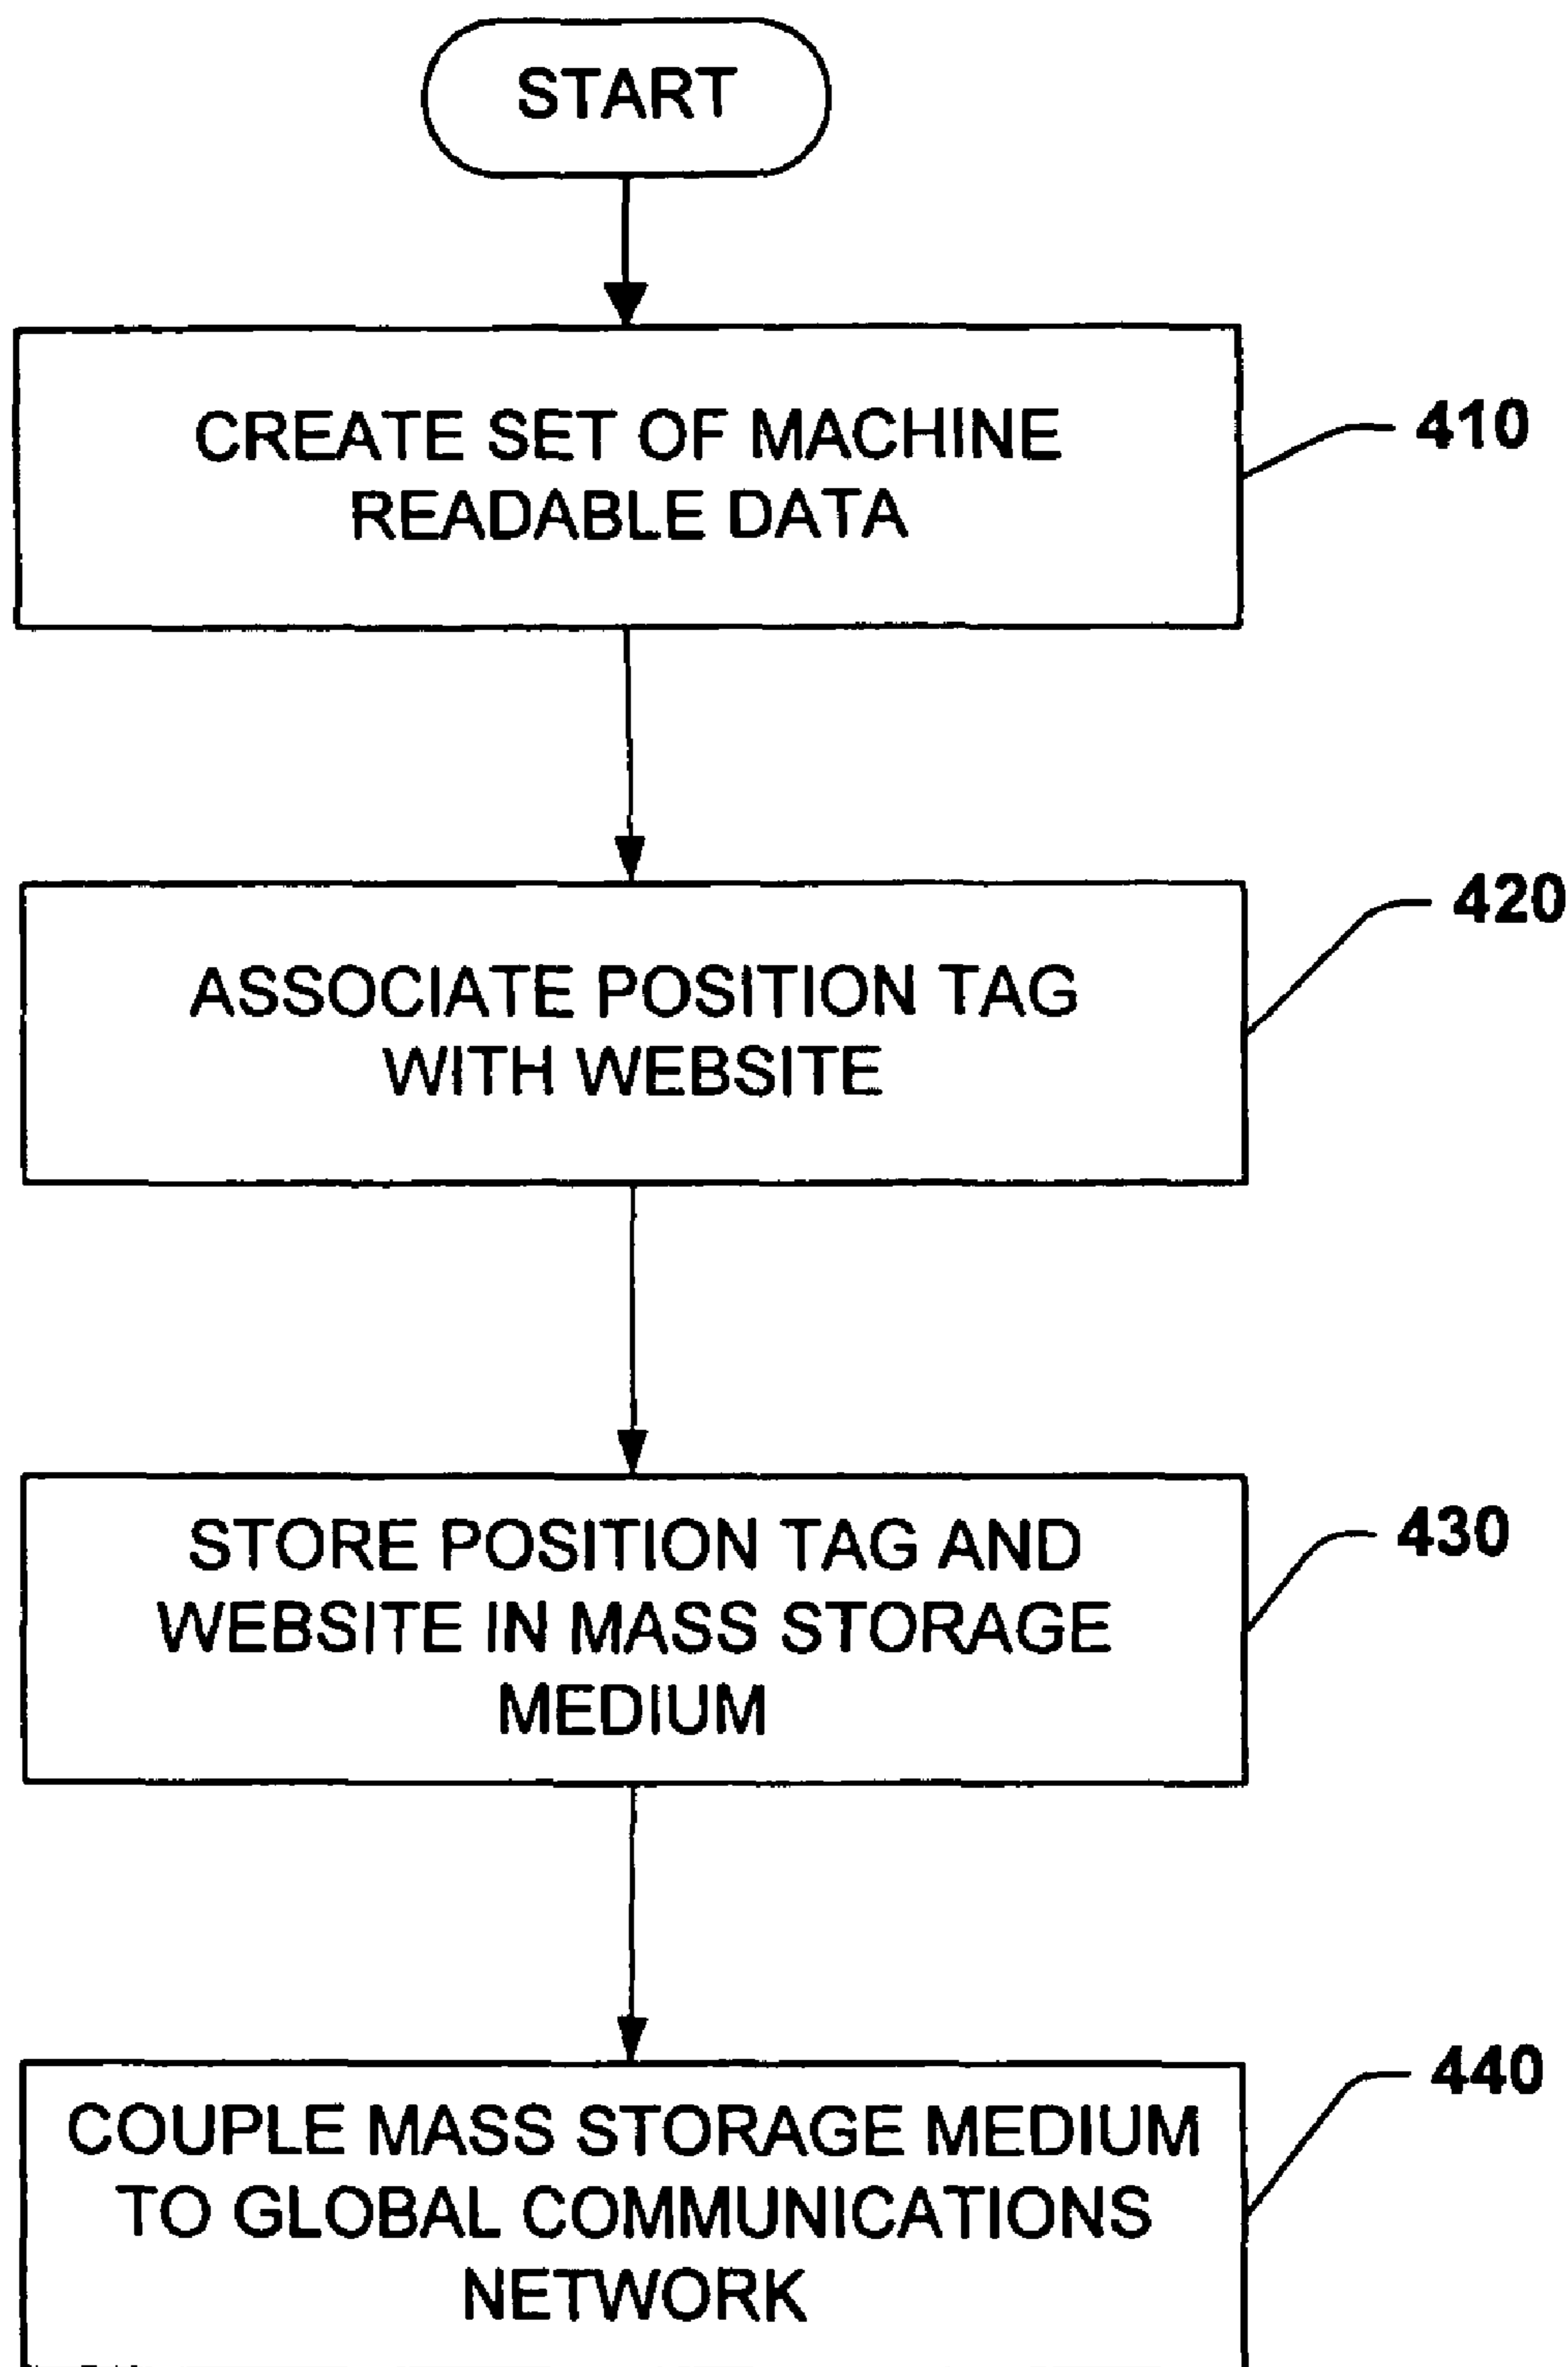 START
CREATE SET OF MACHINE
READABLE DATA
410
ASSOCIATE POSITION TAG
WITH WEBSITE
420
STORE POSITION TAG AND
WEBSITE IN MASS STORAGE
MEDIUM
430
COUPLE MASS STORAGE MEDIUM
TO GLOBAL COMMUNICATIONS
NETWORK
440